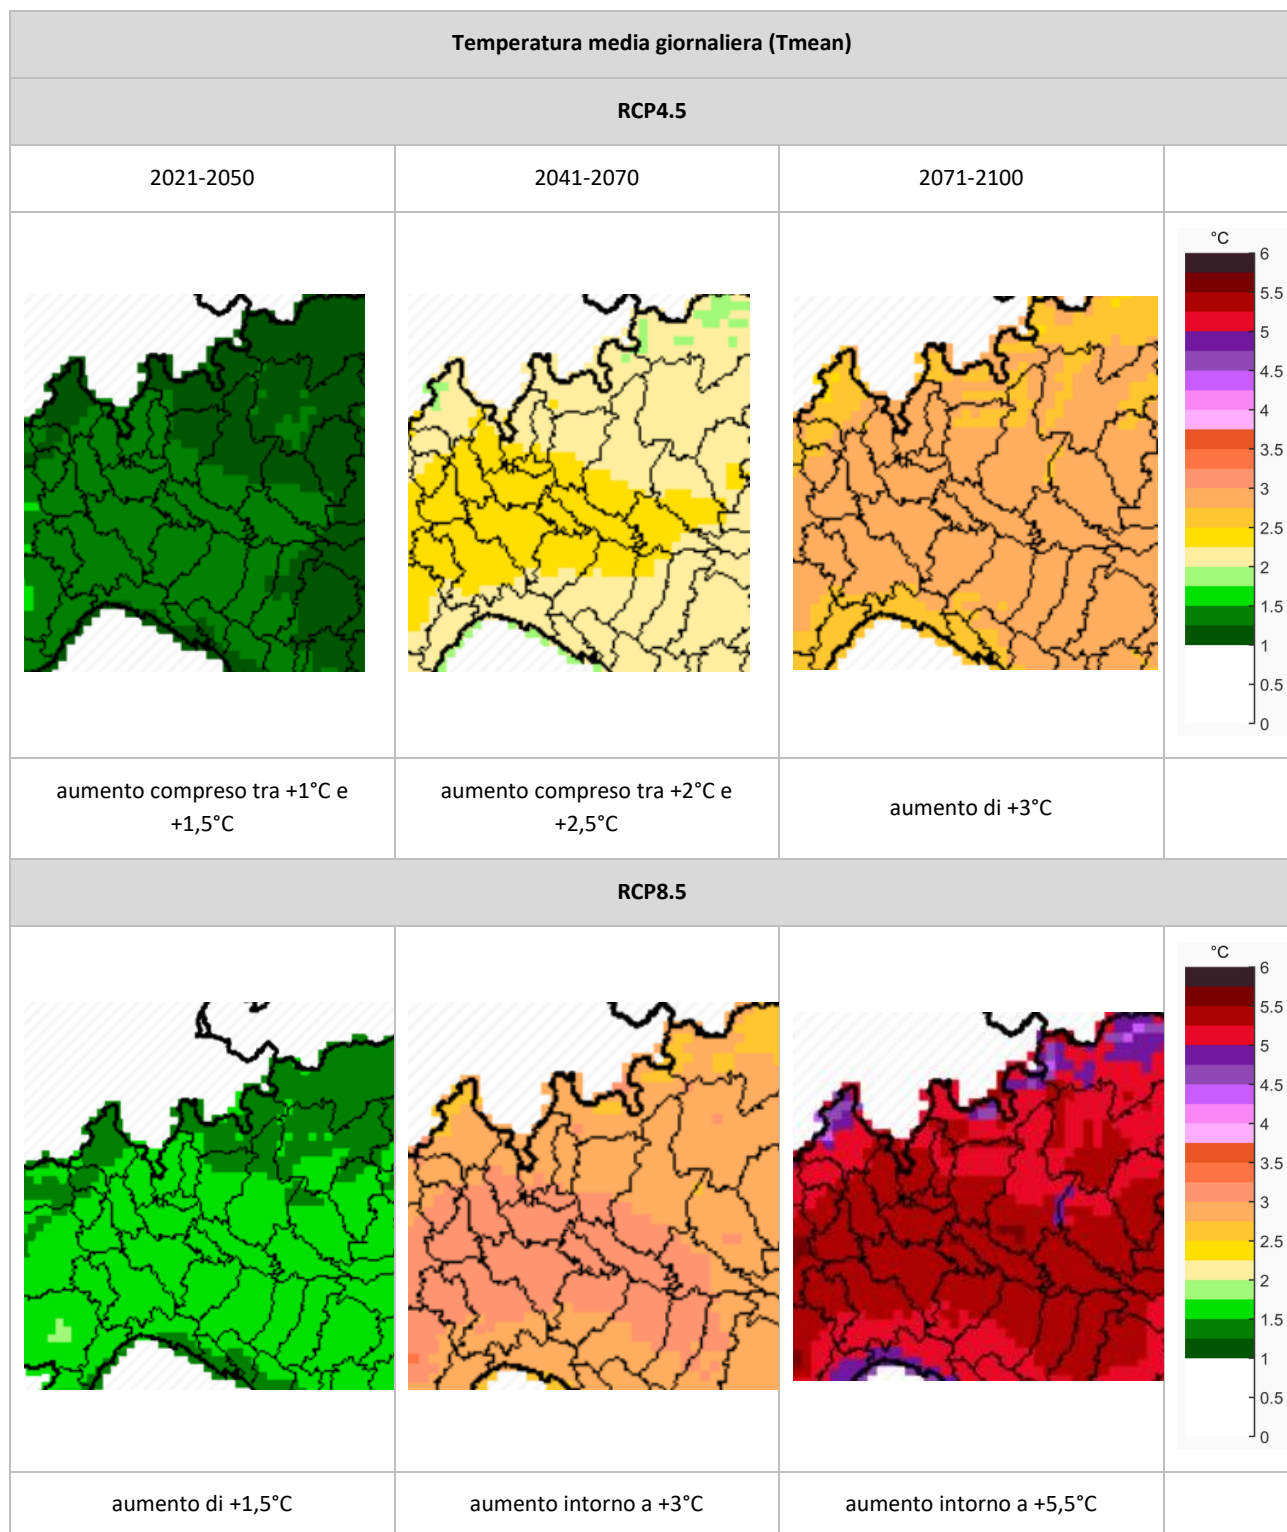 Temperatura media giornaliera (Tmean)
RCP4.5
2021-2050
2041-2070
2071-2100
°C
6
5.5
5
4.5
4
3.5
3
2.5
2
1.5
1
0.5
0
aumento compreso tra +1°C e
+1,5°C
aumento compreso tra +2°C e
+2,5°C
aumento di +3°C
RCP8.5
°C
6
5.5
5
4.5
4
3.5
3
2.5
2
1.5
1
0.5
0
aumento di +1,5°C
aumento intorno a +3°C
aumento intorno a +5,5°C